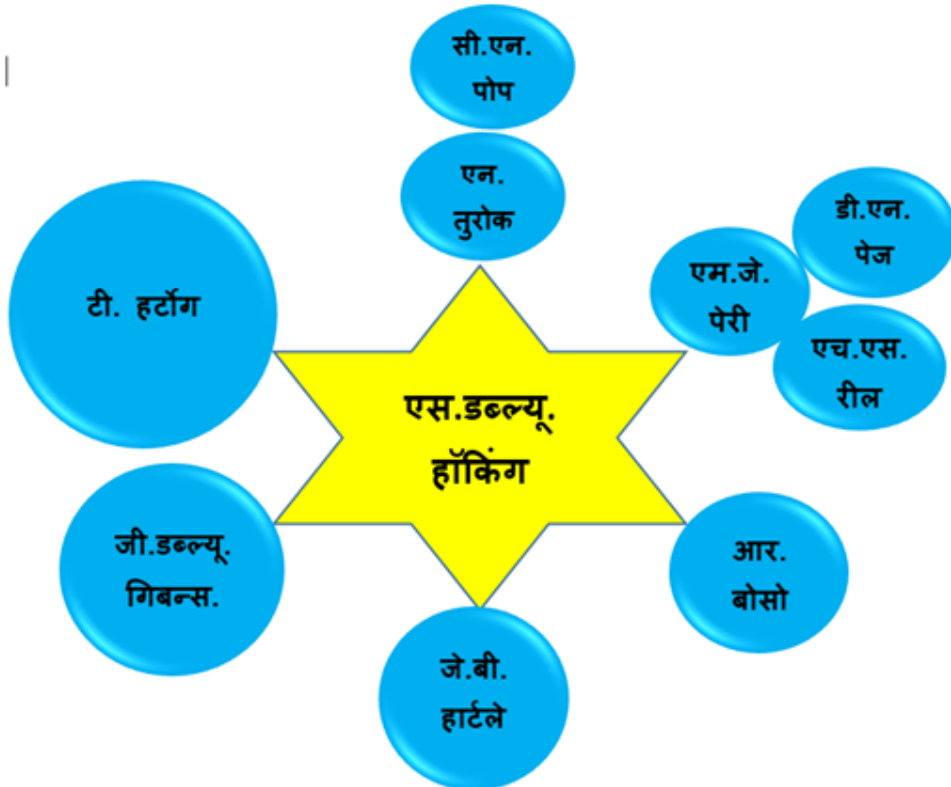 सी.एन.
पोप
एन.
तुरोक
डी.एन.
पेज
एम.जे.
पेरी
एच.एस.
रील
टी. हर्टोग
एस.डब्ल्यू.
हॉकिंग
जी.डब्ल्यू.
गिबन्स.
आर.
बोसो
जे.बी.
हार्टले